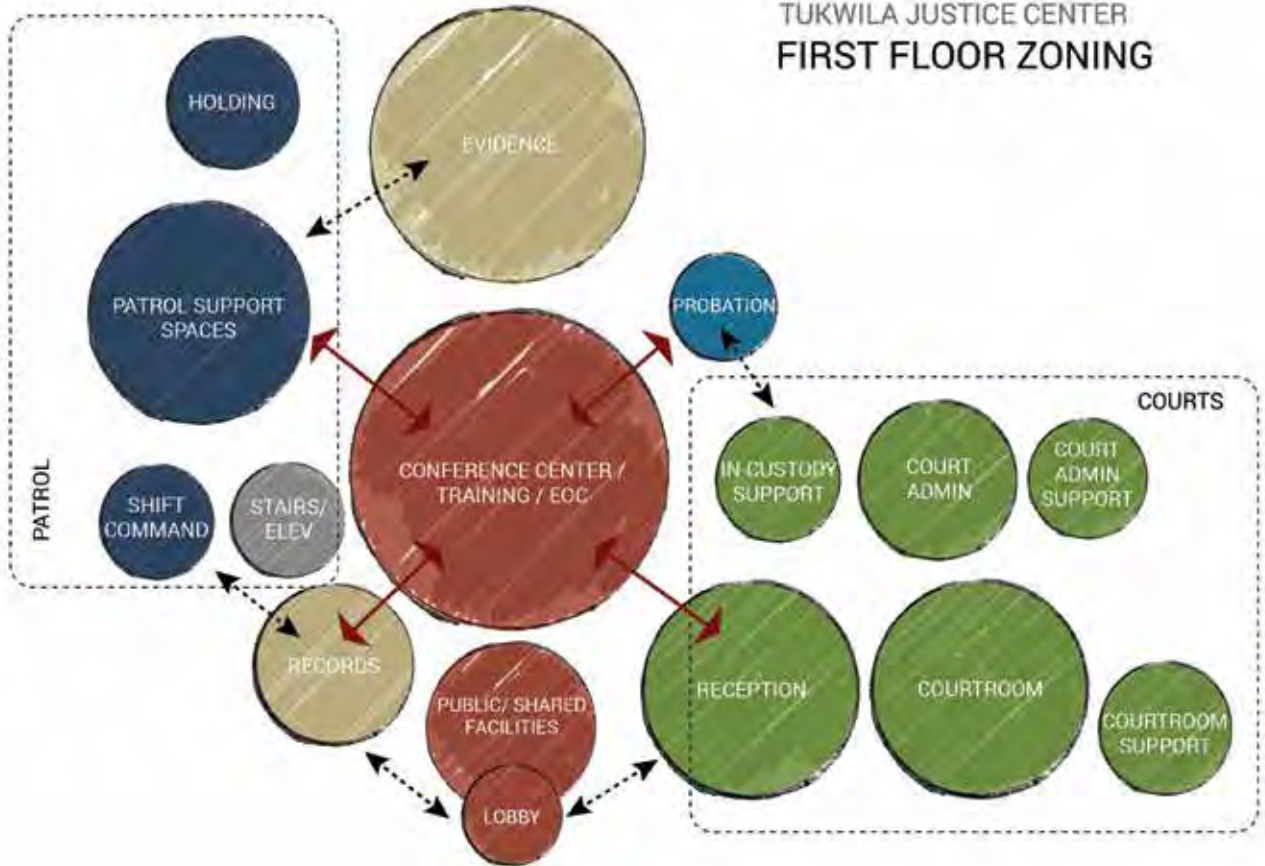 TUKWILA JUSTICE CENTER
FIRST FLOOR ZONING
HOLDING
EVIDENCE
PATROL SUPPORT
SPACES
PROBATION
COURTS
CONFERENCE CENTER /
TRAINING / EOC
IN CUSTODY
SUPPORT
COURT
ADMIN
COURT
ADMIN
SUPPORT
PATROL
SHIFT
COMMAND
STAIRS/
ELEV
RECORDS
PUBLIC/ SHARED
FACILITIES
RECEPTION
COURTROOM
COURTROOM
SUPPORT
LOBBY